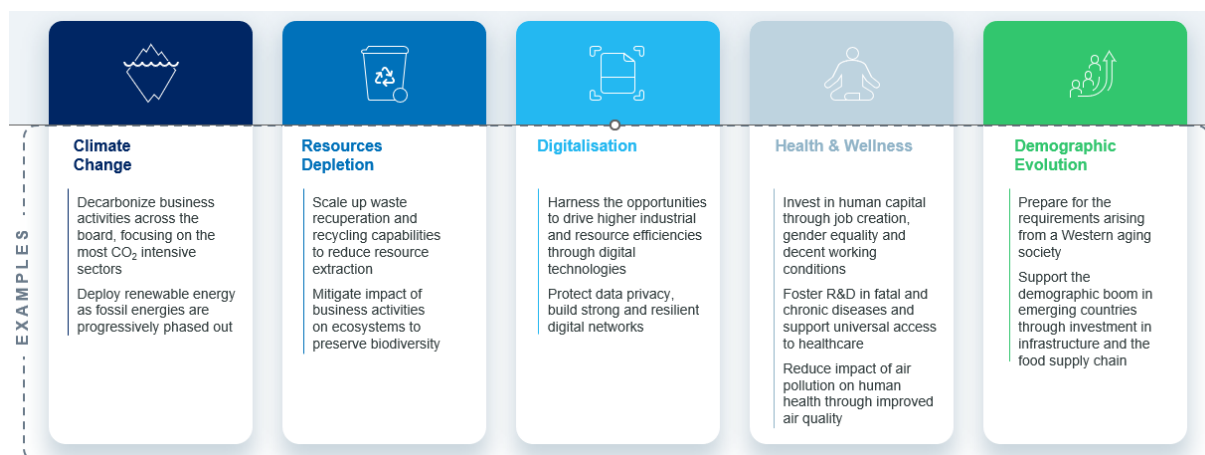 EXAMPLES
Climate
Change
Decarbonize business
activities across the
board, focusing on the
most CO₂ intensive
sectors
Deploy renewable energy
as fossil energies are
progressively phased out
Resources
Depletion
Scale up waste
recuperation and
recycling capabilities
to reduce resource
extraction
Mitigate impact of
business activities
on ecosystems to
preserve biodiversity
Digitalisation
Harness the opportunities
to drive higher industrial
and resource efficiencies
through digital
technologies
Protect data privacy,
build strong and resilient
digital networks
Health & Wellness
Invest in human capital
through job creation,
gender equality and
decent working
conditions
Foster R&D in fatal and
chronic diseases and
support universal access
to healthcare
Reduce impact of air
pollution on human
health through improved
air quality
Demographic
Evolution
Prepare for the
requirements arising
from a Western aging
society
Support the
demographic boom in
emerging countries
through investment in
infrastructure and the
food supply chain